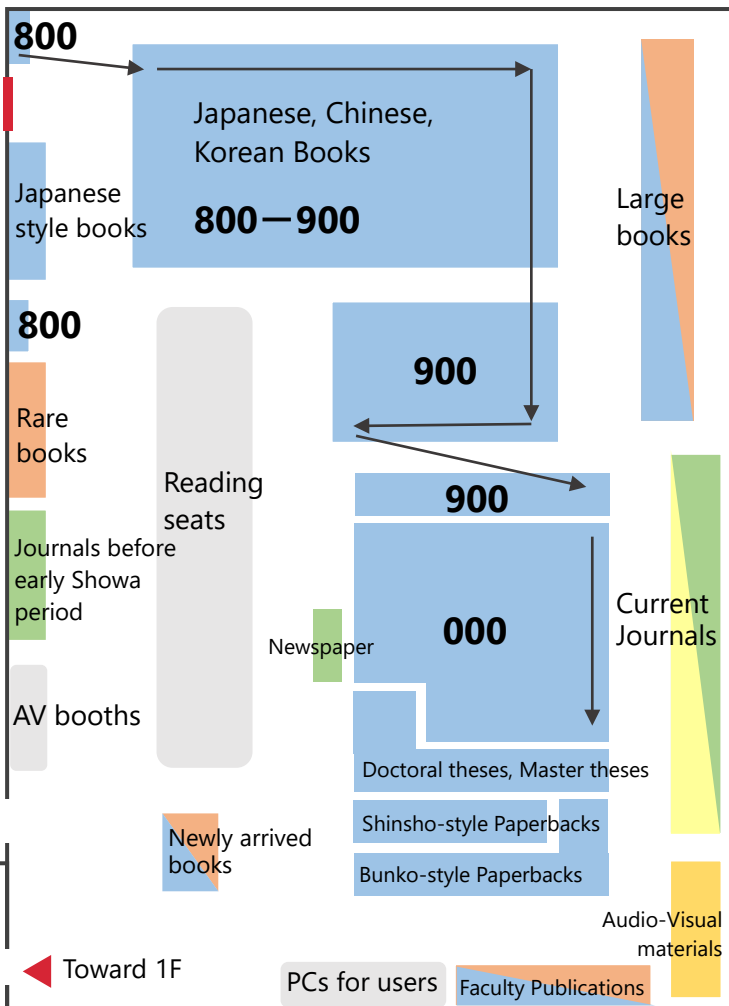 800
Japanese, Chinese,
Korean Books
800－900
Japanese
style books
Large
books
800
900
Rare
books
Reading
seats
900
Journals before
early Showa
period
000
Current
Journals
Newspaper
AV booths
Doctoral theses, Master theses
Shinsho-style Paperbacks
Newly arrived
books
Bunko-style Paperbacks
Audio-Visual
materials
Toward 1F
PCs for users
Faculty Publications